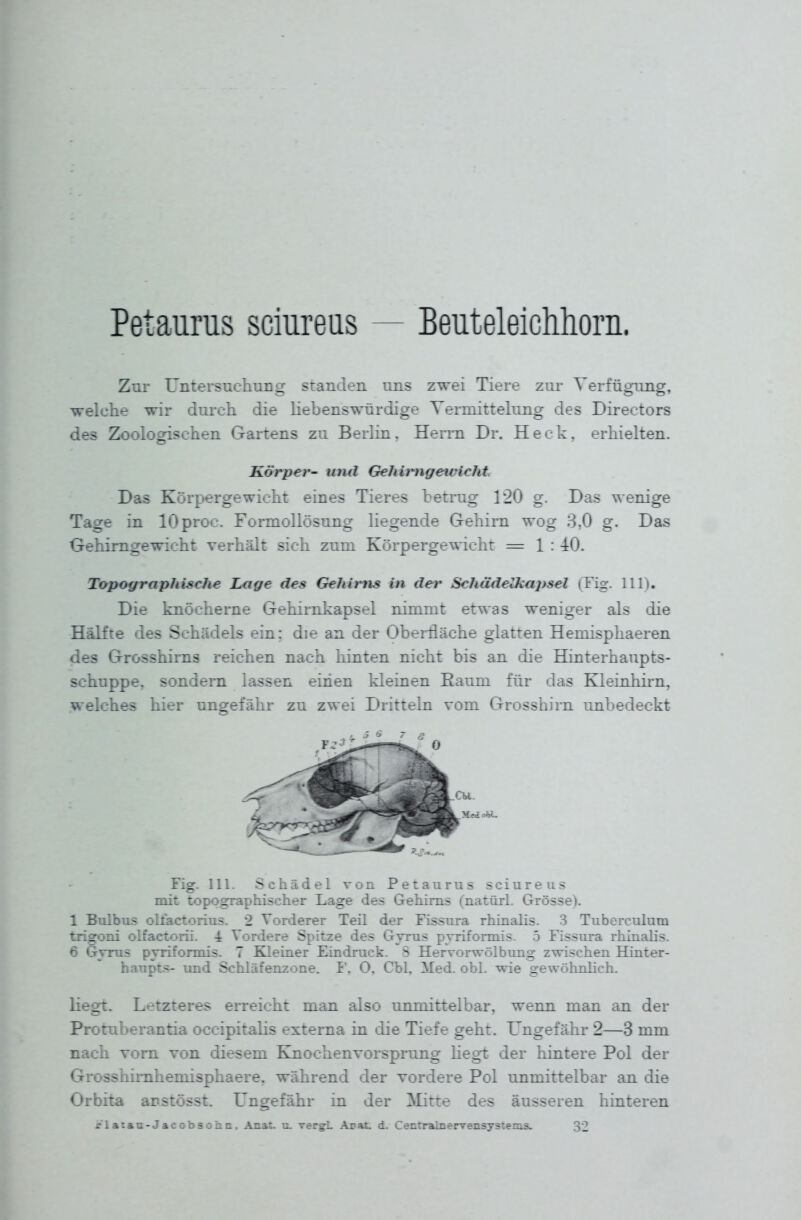 Petaurus sciureus — Beuteleichhorn.
Zur Untersuchung standen uns zwei Tiere zur Verfügung,
welche wir durch die liebenswürdige Vermittelung des Directors
des Zoologischen Gartens zu Berlin, Herrn Dr. Heck, erhielten.
Körper- und Gehirngewicht.
Das Körpergewicht eines Tieres betrug 120 g. Das wenige
Tage in 10proc. Formollösung liegende Gehirn wog 3,0 g. Das
Gehirngewicht verhält sich zum Körpergewicht = 1 : 40.
Topographische Lage des Gehirns in der Schädelkapsel (Fig. 111).
Die knöcherne Gehirnkapsel nimmt etwas weniger als die
Hälfte des Schädels ein; die an der Oberfläche glatten Hemisphaeren
des Grosshirns reichen nach hinten nicht bis an die Hinterhaupts-
schuppe, sondern lassen einen kleinen Raum für das Kleinhirn,
welches hier ungefähr zu zwei Dritteln vom Grosshirn unbedeckt
1 F 2 3 4 5 6 7 8 O
Cbl.
Med obl.
Fig. 111. Schädel von Petaurus sciureus
mit topographischer Lage des Gehirns (natürl. Grösse).
1 Bulbus olfactorius. 2 Vorderer Teil der Fissura rhinalis. 3 Tuberculum
trigoni olfactorii. 4 Vordere Spitze des Gyrus pyriformis. 5 Fissura rhinalis.
6 Gyrus pyriformis. 7 Kleiner Eindruck. 8 Hervorwölbung zwischen Hinter-
haupts- und Schläfenzone. F, O, Cbl, Med. obl. wie gewöhnlich.
liegt. Letzteres erreicht man also unmittelbar, wenn man an der
Protuberantia occipitalis externa in die Tiefe geht. Ungefähr 2—3 mm
nach vorn von diesem Knochenvorsprung liegt der hintere Pol der
Grosshirnhemisphaere, während der vordere Pol unmittelbar an die
Orbita anstösst. Ungefähr in der Mitte des äusseren hinteren
Flatau-Jacobsohn, Anat. u. vergl. Anat. d. Centralnervensystems. 32